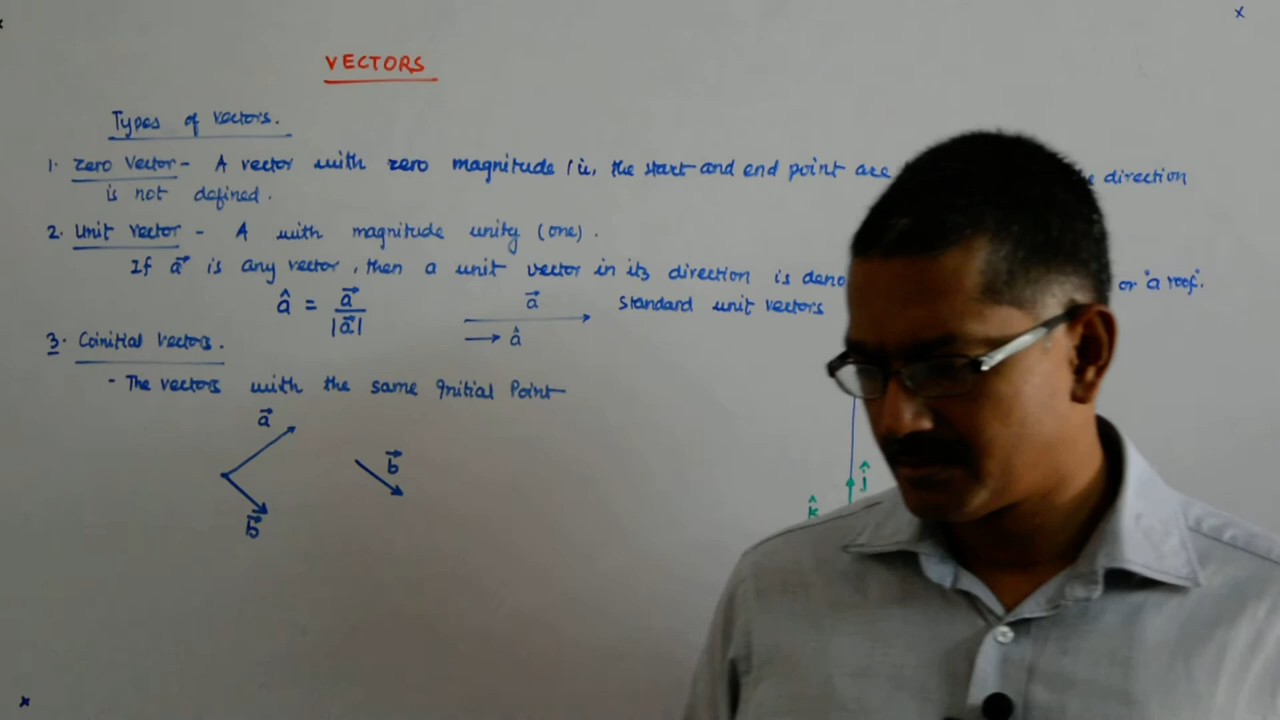 VECTORS
Types of vectors.
1. Zero Vector - A vector with zero magnitude (ie, the start and end point are direction
is not defined.
2. Unit vector - A with magnitude unity (one).
If a⃗ is any vector, then a unit vector in its direction is or "a roof".
â = a⃗ / |a⃗|
a⃗
standard unit vectors
â
3. Coinitial vectors.
- The vectors with the same Initial Point
a⃗
b⃗
b⃗
ĵ
k̂